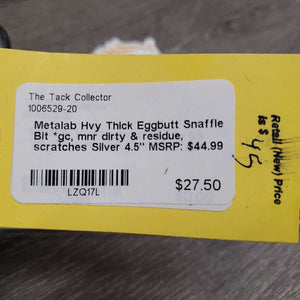 The Tack Collector
1006529-20
Metalab Hvy Thick Eggbutt Snaffle
Bit *gc, mnr dirty & residue,
scratches Silver 4.5" MSRP: $44.99
LZQ17L
$27.50
Retail (New) Price
is $ 45